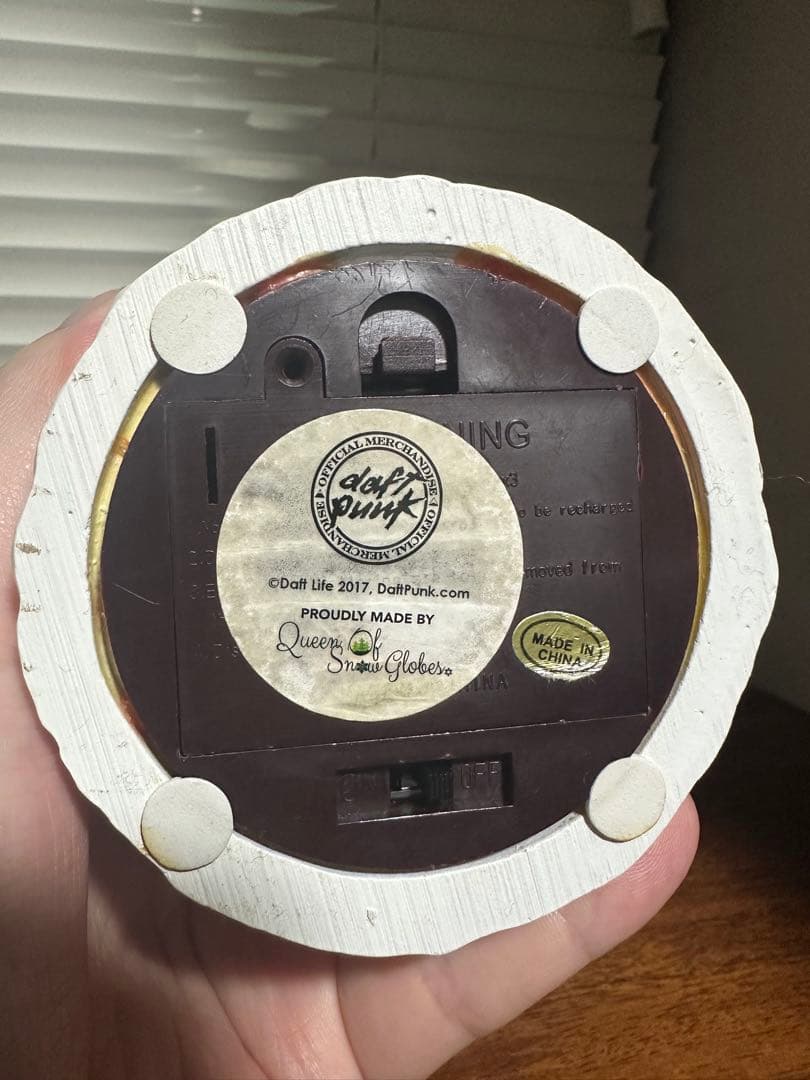 NING
x3
OFFICIAL MERCHANDISE
daft
punk
OFFICIAL MERCHANDISE
be recharged
moved from
©Daft Life 2017, DaftPunk.com
PROUDLY MADE BY
Queen Of
Snow Globes
MADE IN
CHINA
INA
ON OFF